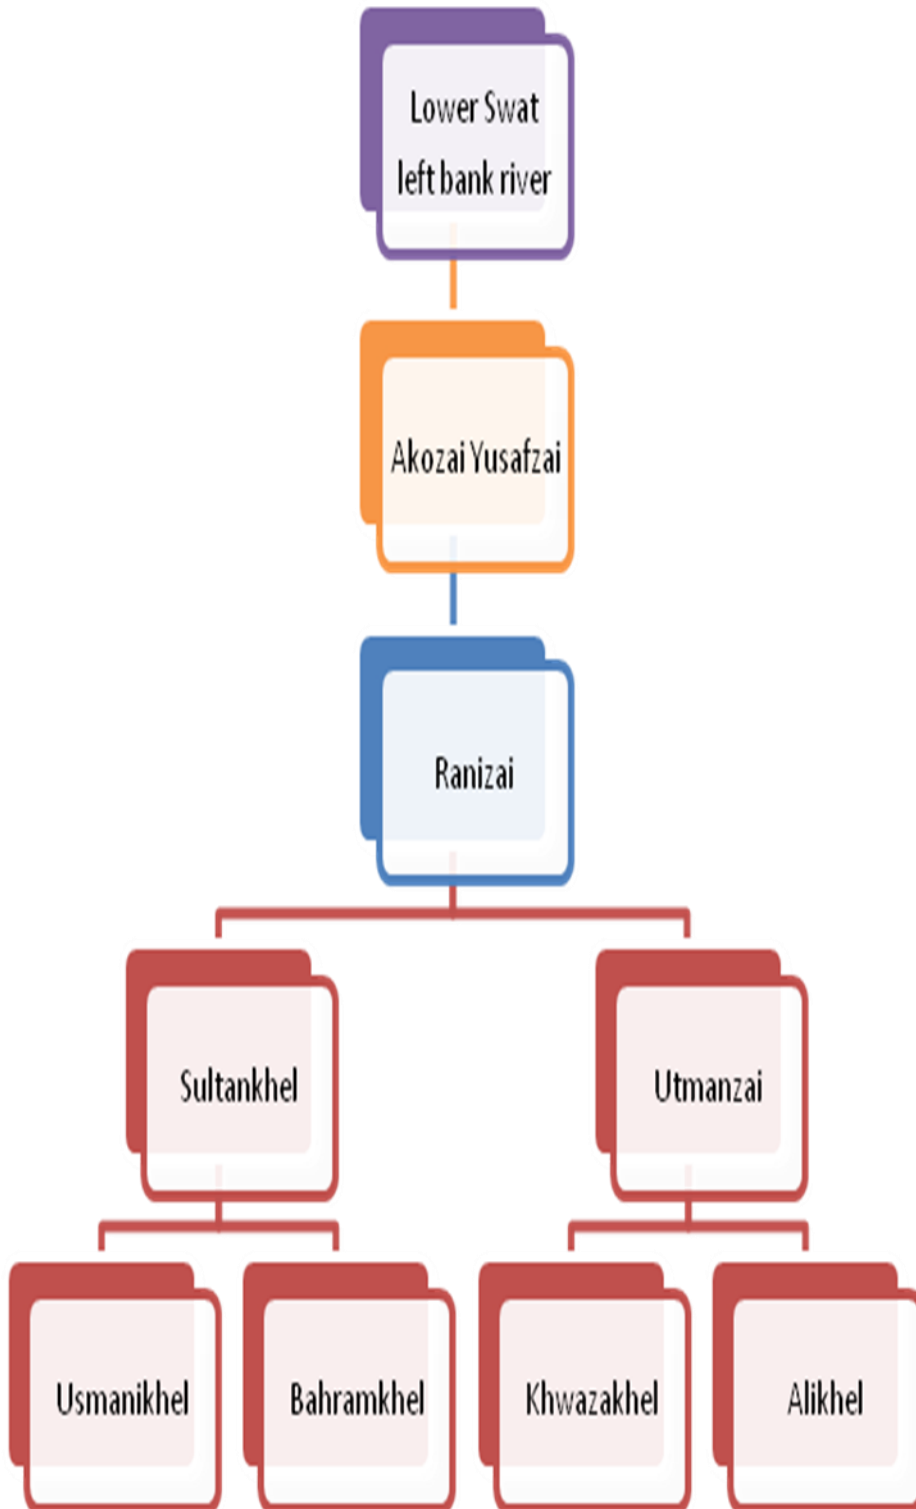 Lower Swat
left bank river
Akozai Yusafzai
Ranizai
Sultankhel
Utmanzai
Usmanikhel
Bahramkhel
Khwazakhel
Alikhel